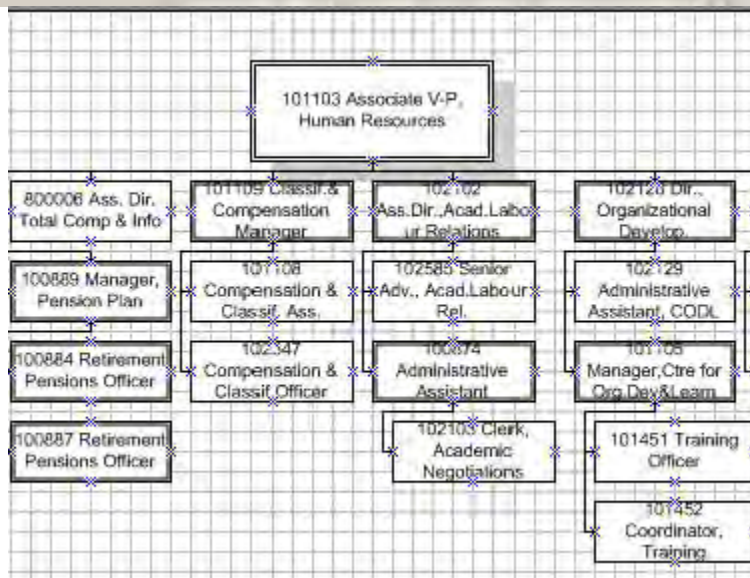 101103 Associate V-P,
Human Resources
800006 Ass. Dir.
Total Comp & Info
101109 Classif.&
Compensation
Manager
102102
Ass.Dir.,Acad.Labo
ur Relations
102128 Dir.,
Organizational
Develop.
100889 Manager,
Pension Plan
101108
Compensation &
Classif. Ass.
102585 Senior
Adv., Acad.Labour
Rel.
102129
Administrative
Assistant, CODL
100884 Retirement
Pensions Officer
102347
Compensation &
Classif.Officer
100874
Administrative
Assistant
101105
Manager,Ctre for
Org.Dev&Learn
100887 Retirement
Pensions Officer
102103 Clerk,
Academic
Negotiations
101451 Training
Officer
101452
Coordinator,
Training